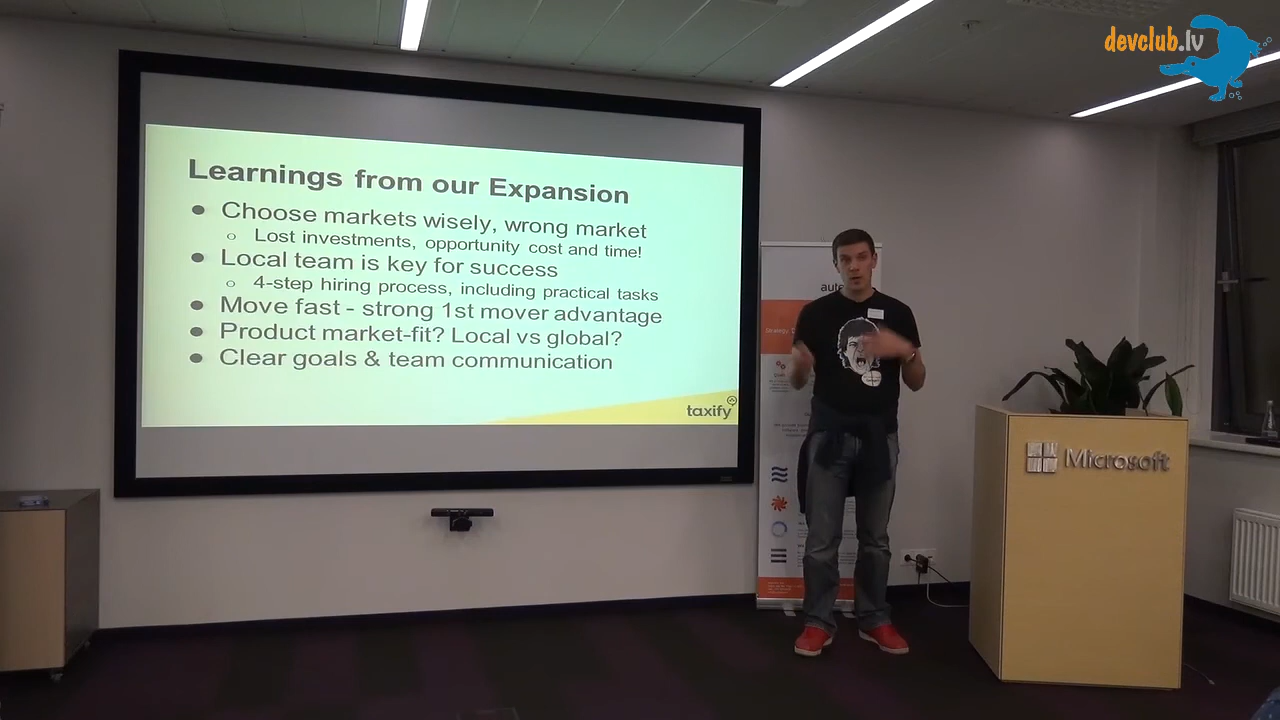 devclub.lv
Learnings from our Expansion
● Choose markets wisely, wrong market
○ Lost investments, opportunity cost and time!
● Local team is key for success
○ 4-step hiring process, including practical tasks
● Move fast - strong 1st mover advantage
● Product market-fit? Local vs global?
● Clear goals & team communication
taxify
Strategy
Microsoft